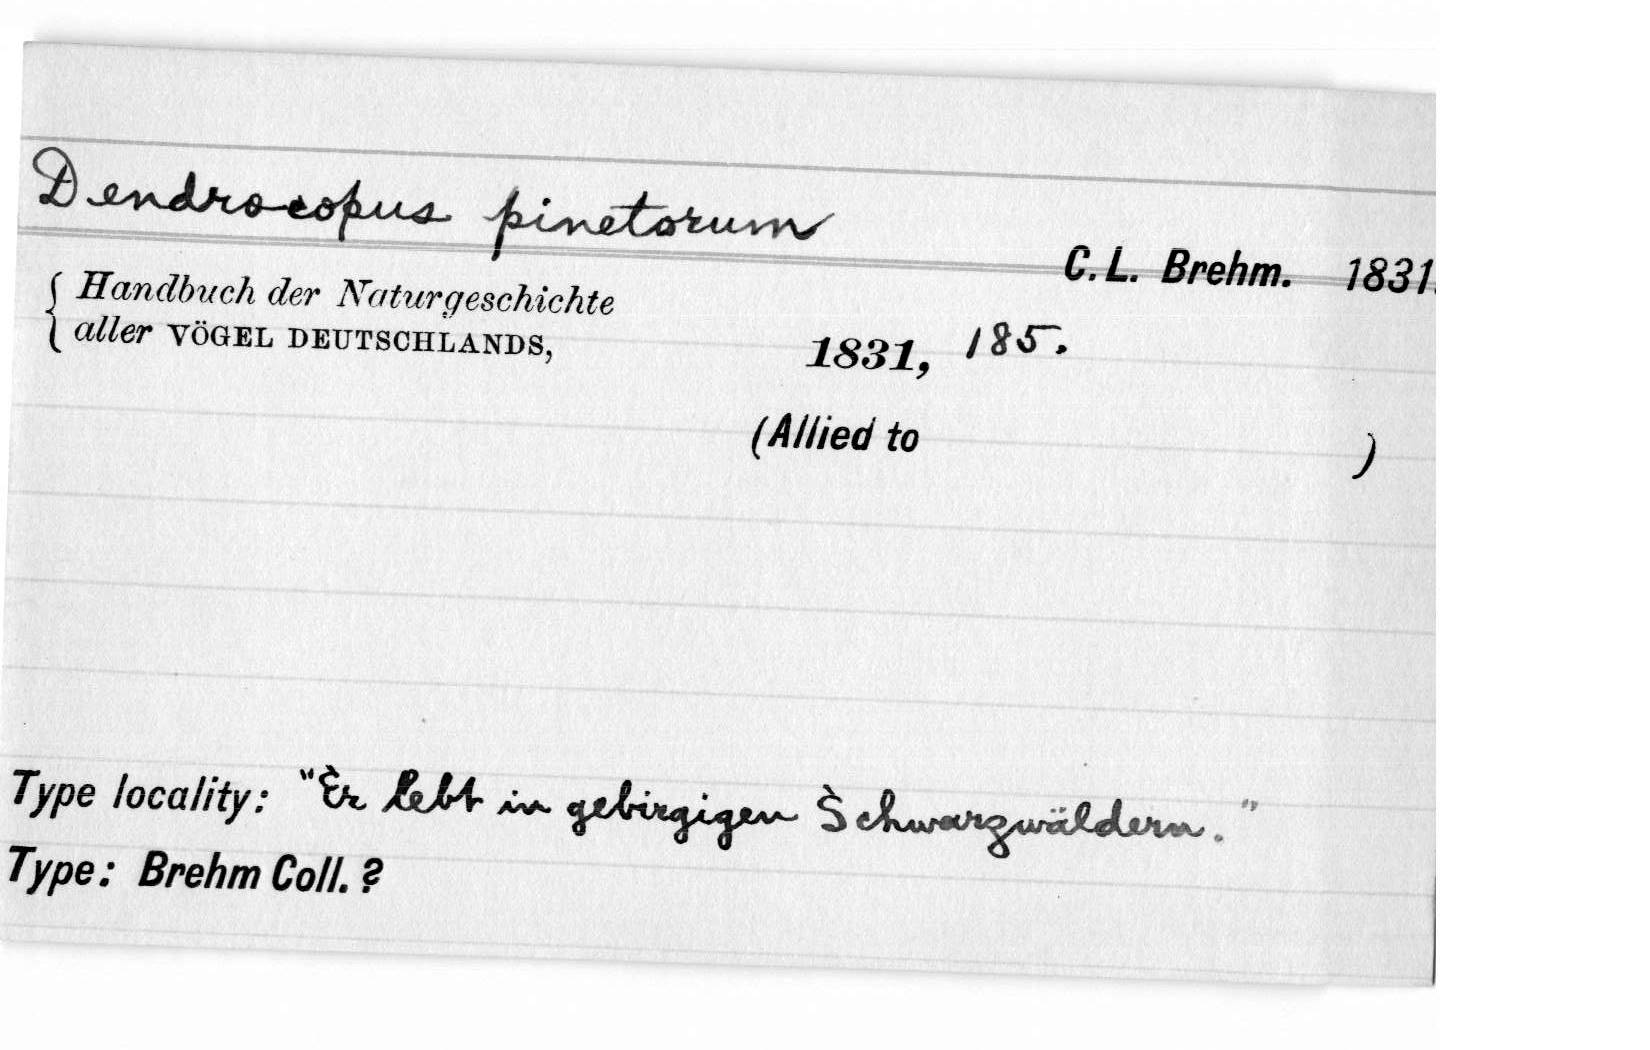 Dendrocopus pinetorum
C. L. Brehm. 1831.
Handbuch der Naturgeschichte
aller VÖGEL DEUTSCHLANDS,
1831, 185.
(Allied to )
Type locality: "Er lebt in gebirgigen Schwarzwäldern."
Type: Brehm Coll. ?